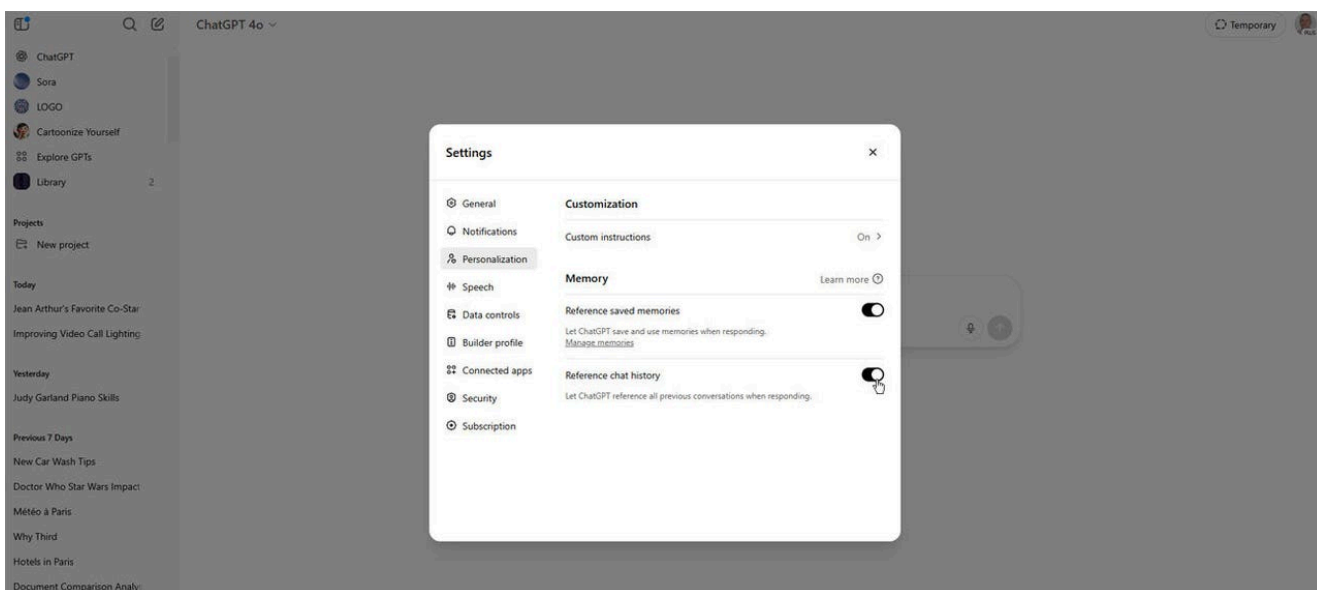 ChatGPT 4o
Temporary
ChatGPT
Sora
LOGO
Cartoonize Yourself
Explore GPTs
Library 2
Projects
New project
Today
Jean Arthur's Favorite Co-Star
Improving Video Call Lighting
Yesterday
Judy Garland Piano Skills
Previous 7 Days
New Car Wash Tips
Doctor Who Star Wars Impact
Météo à Paris
Why Third
Hotels in Paris
Document Comparison Analy
Settings
General
Notifications
Personalization
Speech
Data controls
Builder profile
Connected apps
Security
Subscription
Customization
Custom instructions On
Memory Learn more
Reference saved memories
Let ChatGPT save and use memories when responding.
Manage memories
Reference chat history
Let ChatGPT reference all previous conversations when responding.